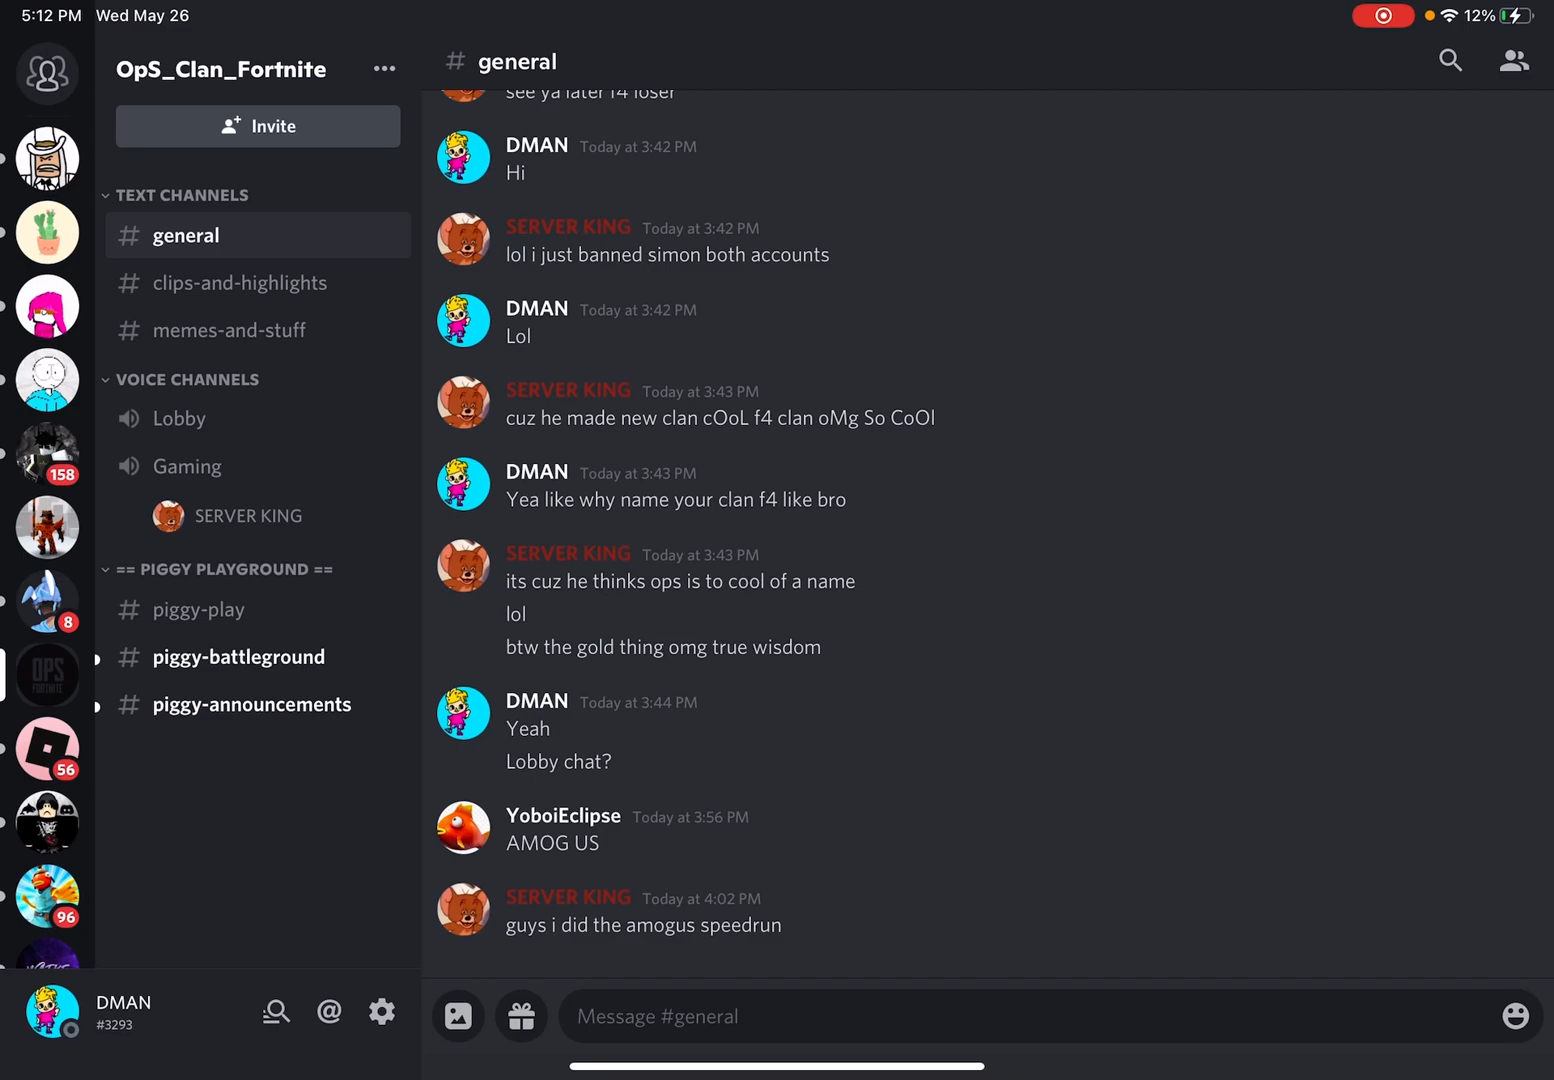 5:12 PM Wed May 26
12%
OpS_Clan_Fortnite
Invite
TEXT CHANNELS
# general
# clips-and-highlights
# memes-and-stuff
VOICE CHANNELS
Lobby
Gaming
SERVER KING
== PIGGY PLAYGROUND ==
# piggy-play
# piggy-battleground
# piggy-announcements
158
8
OPS
FORTNITE
56
96
DMAN
#3293
# general
see ya later f4 loser
DMAN Today at 3:42 PM
Hi
SERVER KING Today at 3:42 PM
lol i just banned simon both accounts
DMAN Today at 3:42 PM
Lol
SERVER KING Today at 3:43 PM
cuz he made new clan cOoL f4 clan oMg So CoOl
DMAN Today at 3:43 PM
Yea like why name your clan f4 like bro
SERVER KING Today at 3:43 PM
its cuz he thinks ops is to cool of a name
lol
btw the gold thing omg true wisdom
DMAN Today at 3:44 PM
Yeah
Lobby chat?
YoboiEclipse Today at 3:56 PM
AMOG US
SERVER KING Today at 4:02 PM
guys i did the amogus speedrun
Message #general